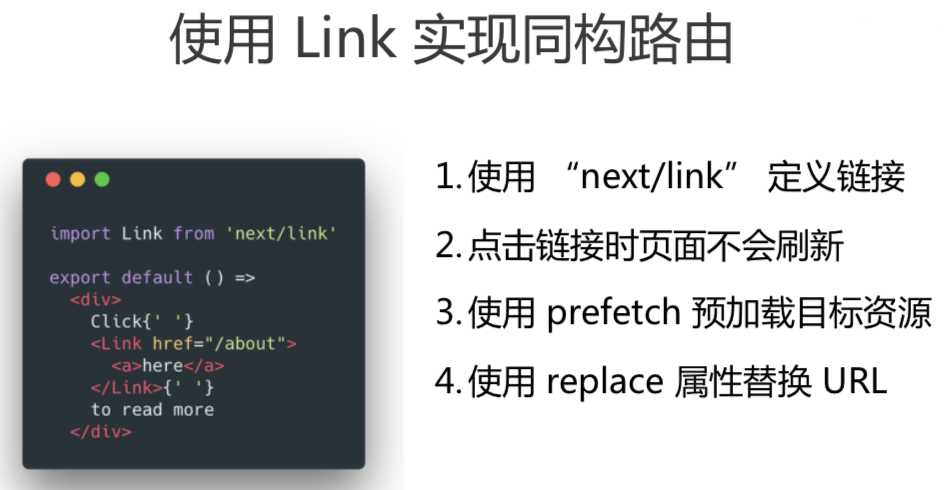 使用 Link 实现同构路由
import Link from 'next/link'
export default () =>
<div>
Click{' '}
<Link href="/about">
<a>here</a>
</Link>{' '}
to read more
</div>
1. 使用 “next/link” 定义链接
2. 点击链接时页面不会刷新
3. 使用 prefetch 预加载目标资源
4. 使用 replace 属性替换 URL